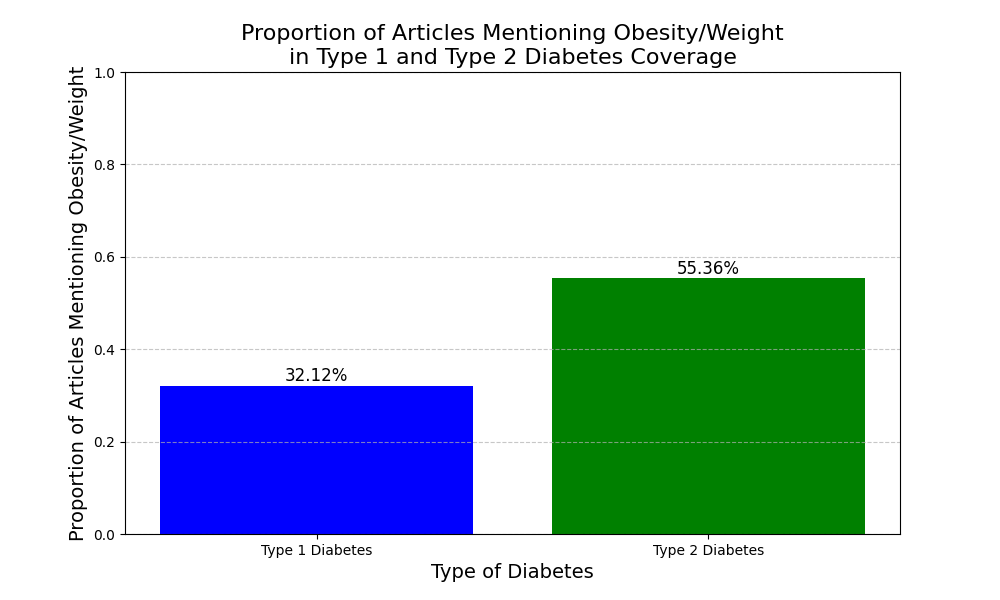 Proportion of Articles Mentioning Obesity/Weight
in Type 1 and Type 2 Diabetes Coverage
Proportion of Articles Mentioning Obesity/Weight
1.0
0.8
0.6
0.4
0.2
0.0
32.12%
55.36%
Type 1 Diabetes
Type 2 Diabetes
Type of Diabetes